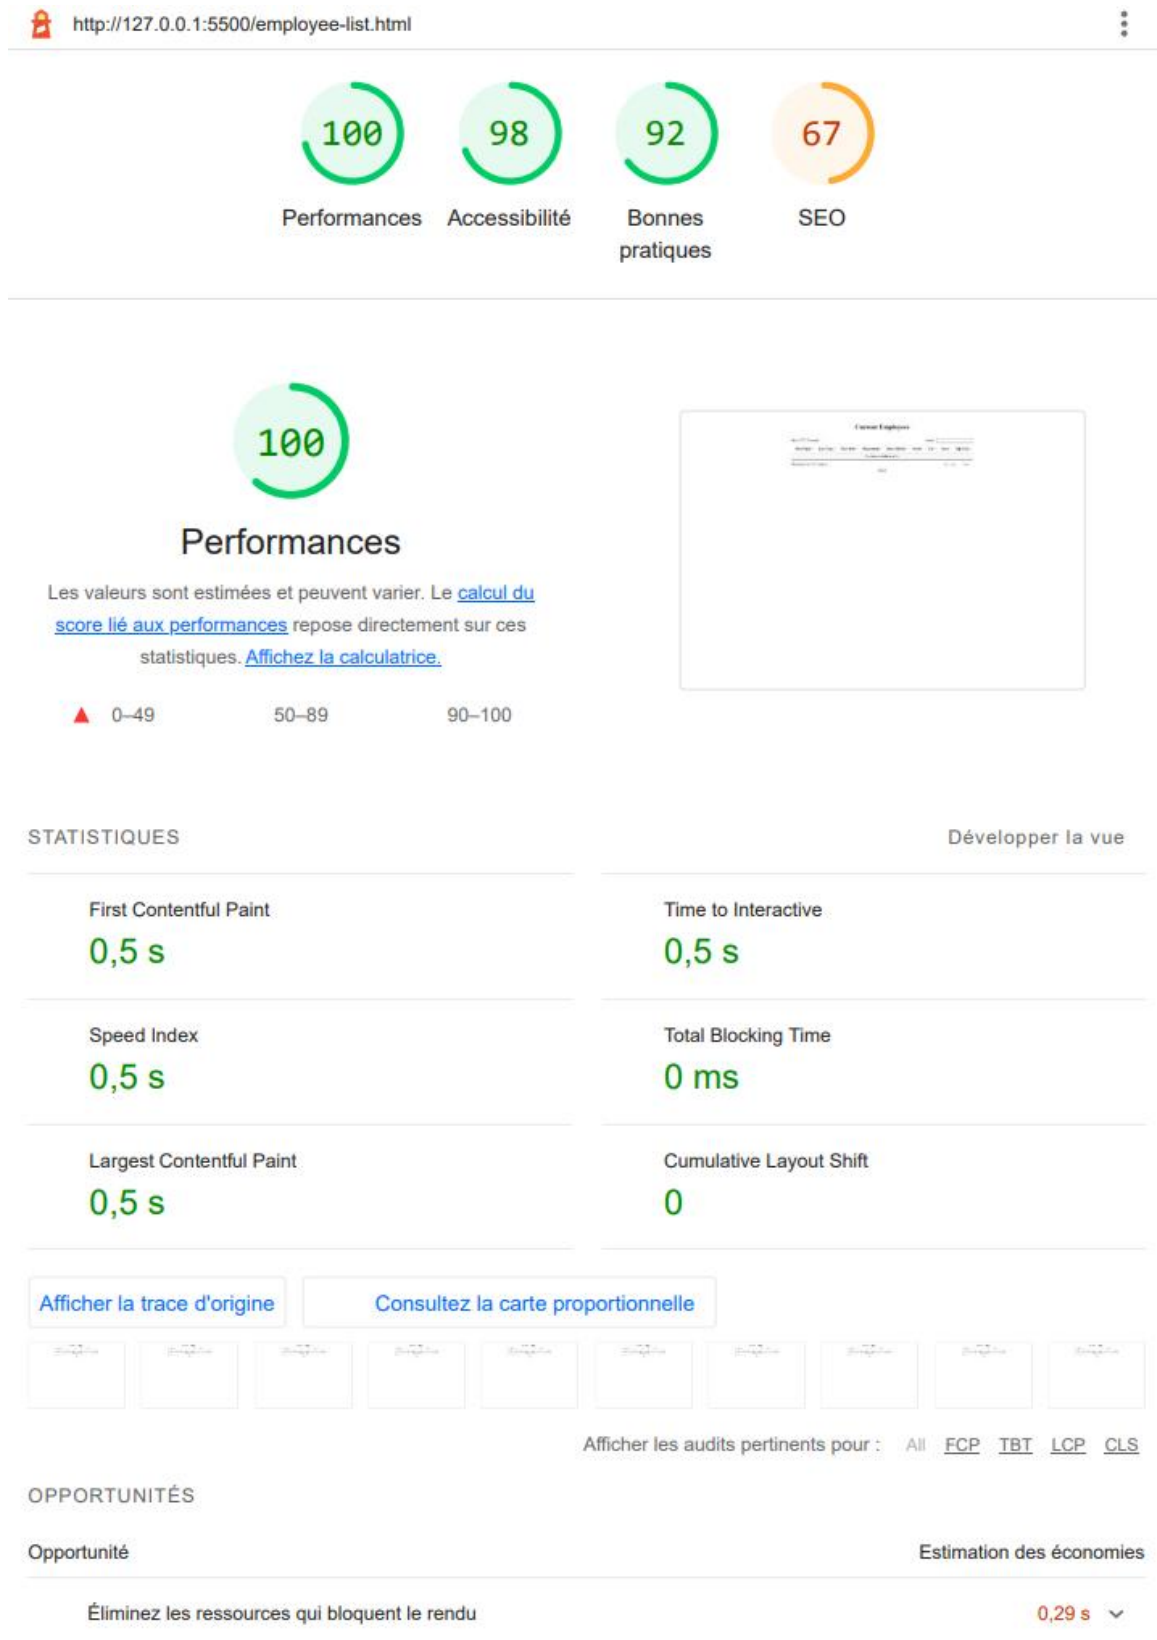 http://127.0.0.1:5500/employee-list.html
100 98 92 67
Performances Accessibilité Bonnes pratiques SEO
100
Performances
Les valeurs sont estimées et peuvent varier. Le calcul du
score lié aux performances repose directement sur ces
statistiques. Affichez la calculatrice.
0–49 50–89 90–100
Current Employees
STATISTIQUES Développer la vue
First Contentful Paint Time to Interactive
0,5 s 0,5 s
Speed Index Total Blocking Time
0,5 s 0 ms
Largest Contentful Paint Cumulative Layout Shift
0,5 s 0
Afficher la trace d'origine Consultez la carte proportionnelle
Afficher les audits pertinents pour : All FCP TBT LCP CLS
OPPORTUNITÉS
Opportunité Estimation des économies
Éliminez les ressources qui bloquent le rendu 0,29 s